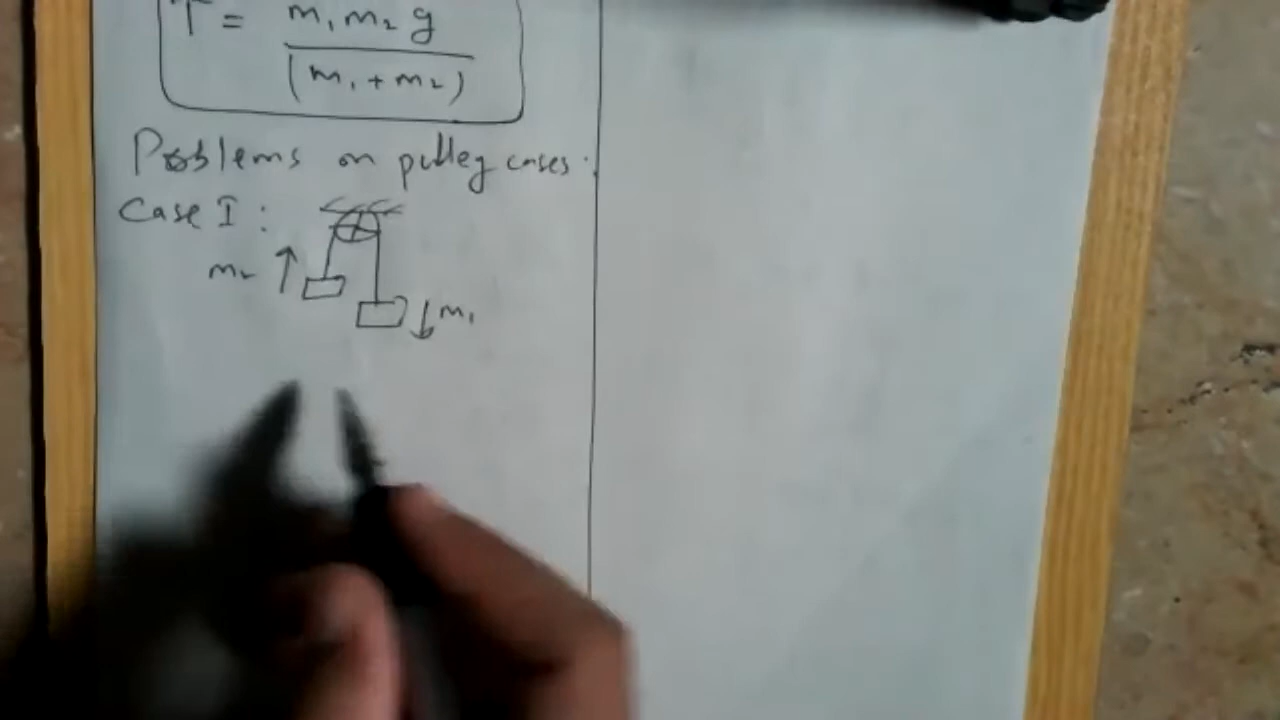 T = m₁m₂g
(m₁+m₂)
Problems on pulley cases:
Case I :
m₂
m₁